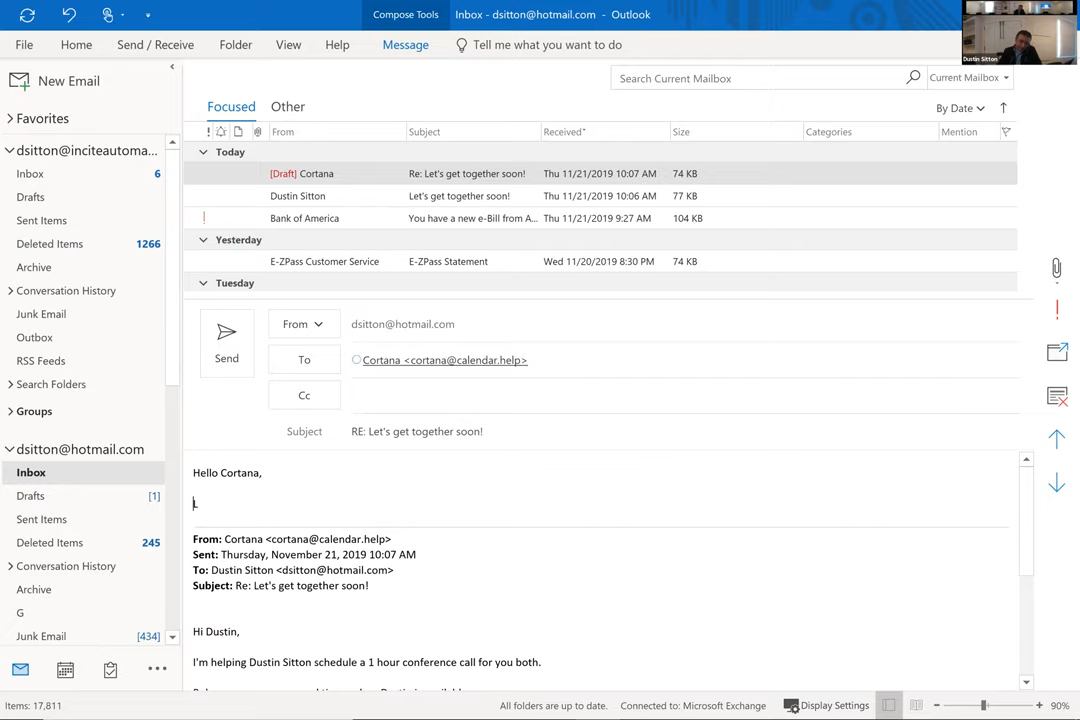 Compose Tools
Inbox - dsitton@hotmail.com - Outlook
Dustin Sitton
File Home Send / Receive Folder View Help Message Tell me what you want to do
New Email
Search Current Mailbox
Current Mailbox
Favorites
Focused Other
By Date
! From Subject Received Size Categories Mention
dsitton@inciteautoma...
Today
Inbox 6
[Draft] Cortana Re: Let's get together soon! Thu 11/21/2019 10:07 AM 74 KB
Drafts
Dustin Sitton Let's get together soon! Thu 11/21/2019 10:06 AM 77 KB
Sent Items
! Bank of America You have a new e-Bill from A... Thu 11/21/2019 9:27 AM 104 KB
Deleted Items 1266
Yesterday
Archive
E-ZPass Customer Service E-ZPass Statement Wed 11/20/2019 8:30 PM 74 KB
Conversation History
Tuesday
Junk Email
Outbox
RSS Feeds
Search Folders
Groups
Send
From dsitton@hotmail.com
To Cortana <cortana@calendar.help>
Cc
Subject RE: Let's get together soon!
dsitton@hotmail.com
Inbox
Drafts [1]
Sent Items
Deleted Items 245
Conversation History
Archive
G
Junk Email [434]
Hello Cortana,
L
From: Cortana <cortana@calendar.help>
Sent: Thursday, November 21, 2019 10:07 AM
To: Dustin Sitton <dsitton@hotmail.com>
Subject: Re: Let's get together soon!
Hi Dustin,
I'm helping Dustin Sitton schedule a 1 hour conference call for you both.
Items: 17,811
All folders are up to date. Connected to: Microsoft Exchange Display Settings 90%